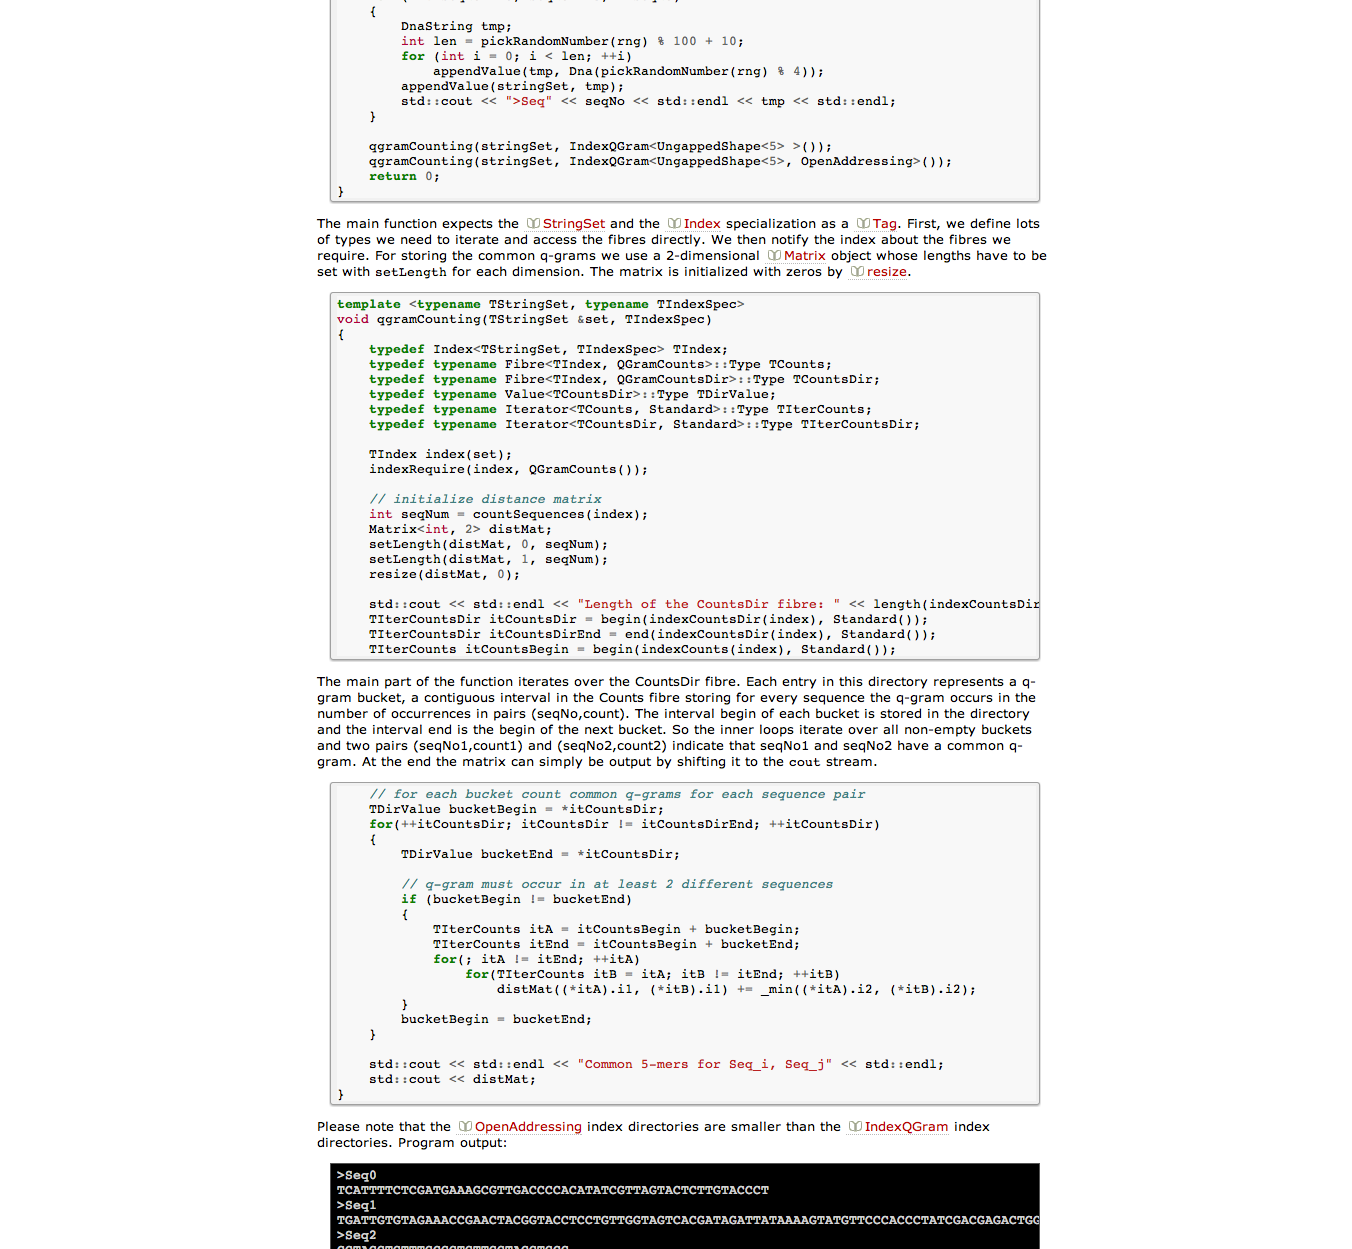 {
DnaString tmp;
int len = pickRandomNumber(rng) % 100 + 10;
for (int i = 0; i < len; ++i)
appendValue(tmp, Dna(pickRandomNumber(rng) % 4));
appendValue(stringSet, tmp);
std::cout << ">Seq" << seqNo << std::endl << tmp << std::endl;
}
qgramCounting(stringSet, IndexQGram<UngappedShape<5> >());
qgramCounting(stringSet, IndexQGram<UngappedShape<5>, OpenAddressing>());
return 0;
}
The main function expects the StringSet and the Index specialization as a Tag. First, we define lots
of types we need to iterate and access the fibres directly. We then notify the index about the fibres we
require. For storing the common q-grams we use a 2-dimensional Matrix object whose lengths have to be
set with setLength for each dimension. The matrix is initialized with zeros by resize.
template <typename TStringSet, typename TIndexSpec>
void qgramCounting(TStringSet &set, TIndexSpec)
{
typedef Index<TStringSet, TIndexSpec> TIndex;
typedef typename Fibre<TIndex, QGramCounts>::Type TCounts;
typedef typename Fibre<TIndex, QGramCountsDir>::Type TCountsDir;
typedef typename Value<TCountsDir>::Type TDirValue;
typedef typename Iterator<TCounts, Standard>::Type TIterCounts;
typedef typename Iterator<TCountsDir, Standard>::Type TIterCountsDir;
TIndex index(set);
indexRequire(index, QGramCounts());
// initialize distance matrix
int seqNum = countSequences(index);
Matrix<int, 2> distMat;
setLength(distMat, 0, seqNum);
setLength(distMat, 1, seqNum);
resize(distMat, 0);
std::cout << std::endl << "Length of the CountsDir fibre: " << length(indexCountsDir
TIterCountsDir itCountsDir = begin(indexCountsDir(index), Standard());
TIterCountsDir itCountsDirEnd = end(indexCountsDir(index), Standard());
TIterCounts itCountsBegin = begin(indexCounts(index), Standard());
The main part of the function iterates over the CountsDir fibre. Each entry in this directory represents a q-
gram bucket, a contiguous interval in the Counts fibre storing for every sequence the q-gram occurs in the
number of occurrences in pairs (seqNo,count). The interval begin of each bucket is stored in the directory
and the interval end is the begin of the next bucket. So the inner loops iterate over all non-empty buckets
and two pairs (seqNo1,count1) and (seqNo2,count2) indicate that seqNo1 and seqNo2 have a common q-
gram. At the end the matrix can simply be output by shifting it to the cout stream.
// for each bucket count common q-grams for each sequence pair
TDirValue bucketBegin = *itCountsDir;
for(++itCountsDir; itCountsDir != itCountsDirEnd; ++itCountsDir)
{
TDirValue bucketEnd = *itCountsDir;
// q-gram must occur in at least 2 different sequences
if (bucketBegin != bucketEnd)
{
TIterCounts itA = itCountsBegin + bucketBegin;
TIterCounts itEnd = itCountsBegin + bucketEnd;
for(; itA != itEnd; ++itA)
for(TIterCounts itB = itA; itB != itEnd; ++itB)
distMat((*itA).i1, (*itB).i1) += _min((*itA).i2, (*itB).i2);
}
bucketBegin = bucketEnd;
}
std::cout << std::endl << "Common 5-mers for Seq_i, Seq_j" << std::endl;
std::cout << distMat;
}
Please note that the OpenAddressing index directories are smaller than the IndexQGram index
directories. Program output:
>Seq0
TCATTTTCTCGATGAAAGCGTTGACCCCACATATCGTTAGTACTCTTGTACCCT
>Seq1
TGATTGTGTAGAAACCGAACTACGGTACCTCCTGTTGGTAGTCACGATAGATTATAAAAGTATGTTCCCACCCTATCGACGAGACTGG
>Seq2